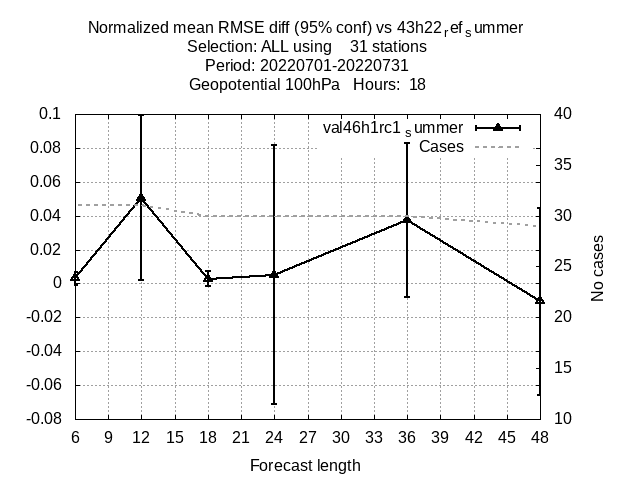 Normalized mean RMSE diff (95% conf) vs 43h22ref summer
Selection: ALL using 31 stations
Period: 20220701-20220731
Geopotential 100hPa Hours: 18
val46h1rc1summer
Cases
0.1
0.08
0.06
0.04
0.02
0
-0.02
-0.04
-0.06
-0.08
40
35
30
25
20
15
10
No cases
6 9 12 15 18 21 24 27 30 33 36 39 42 45 48
Forecast length